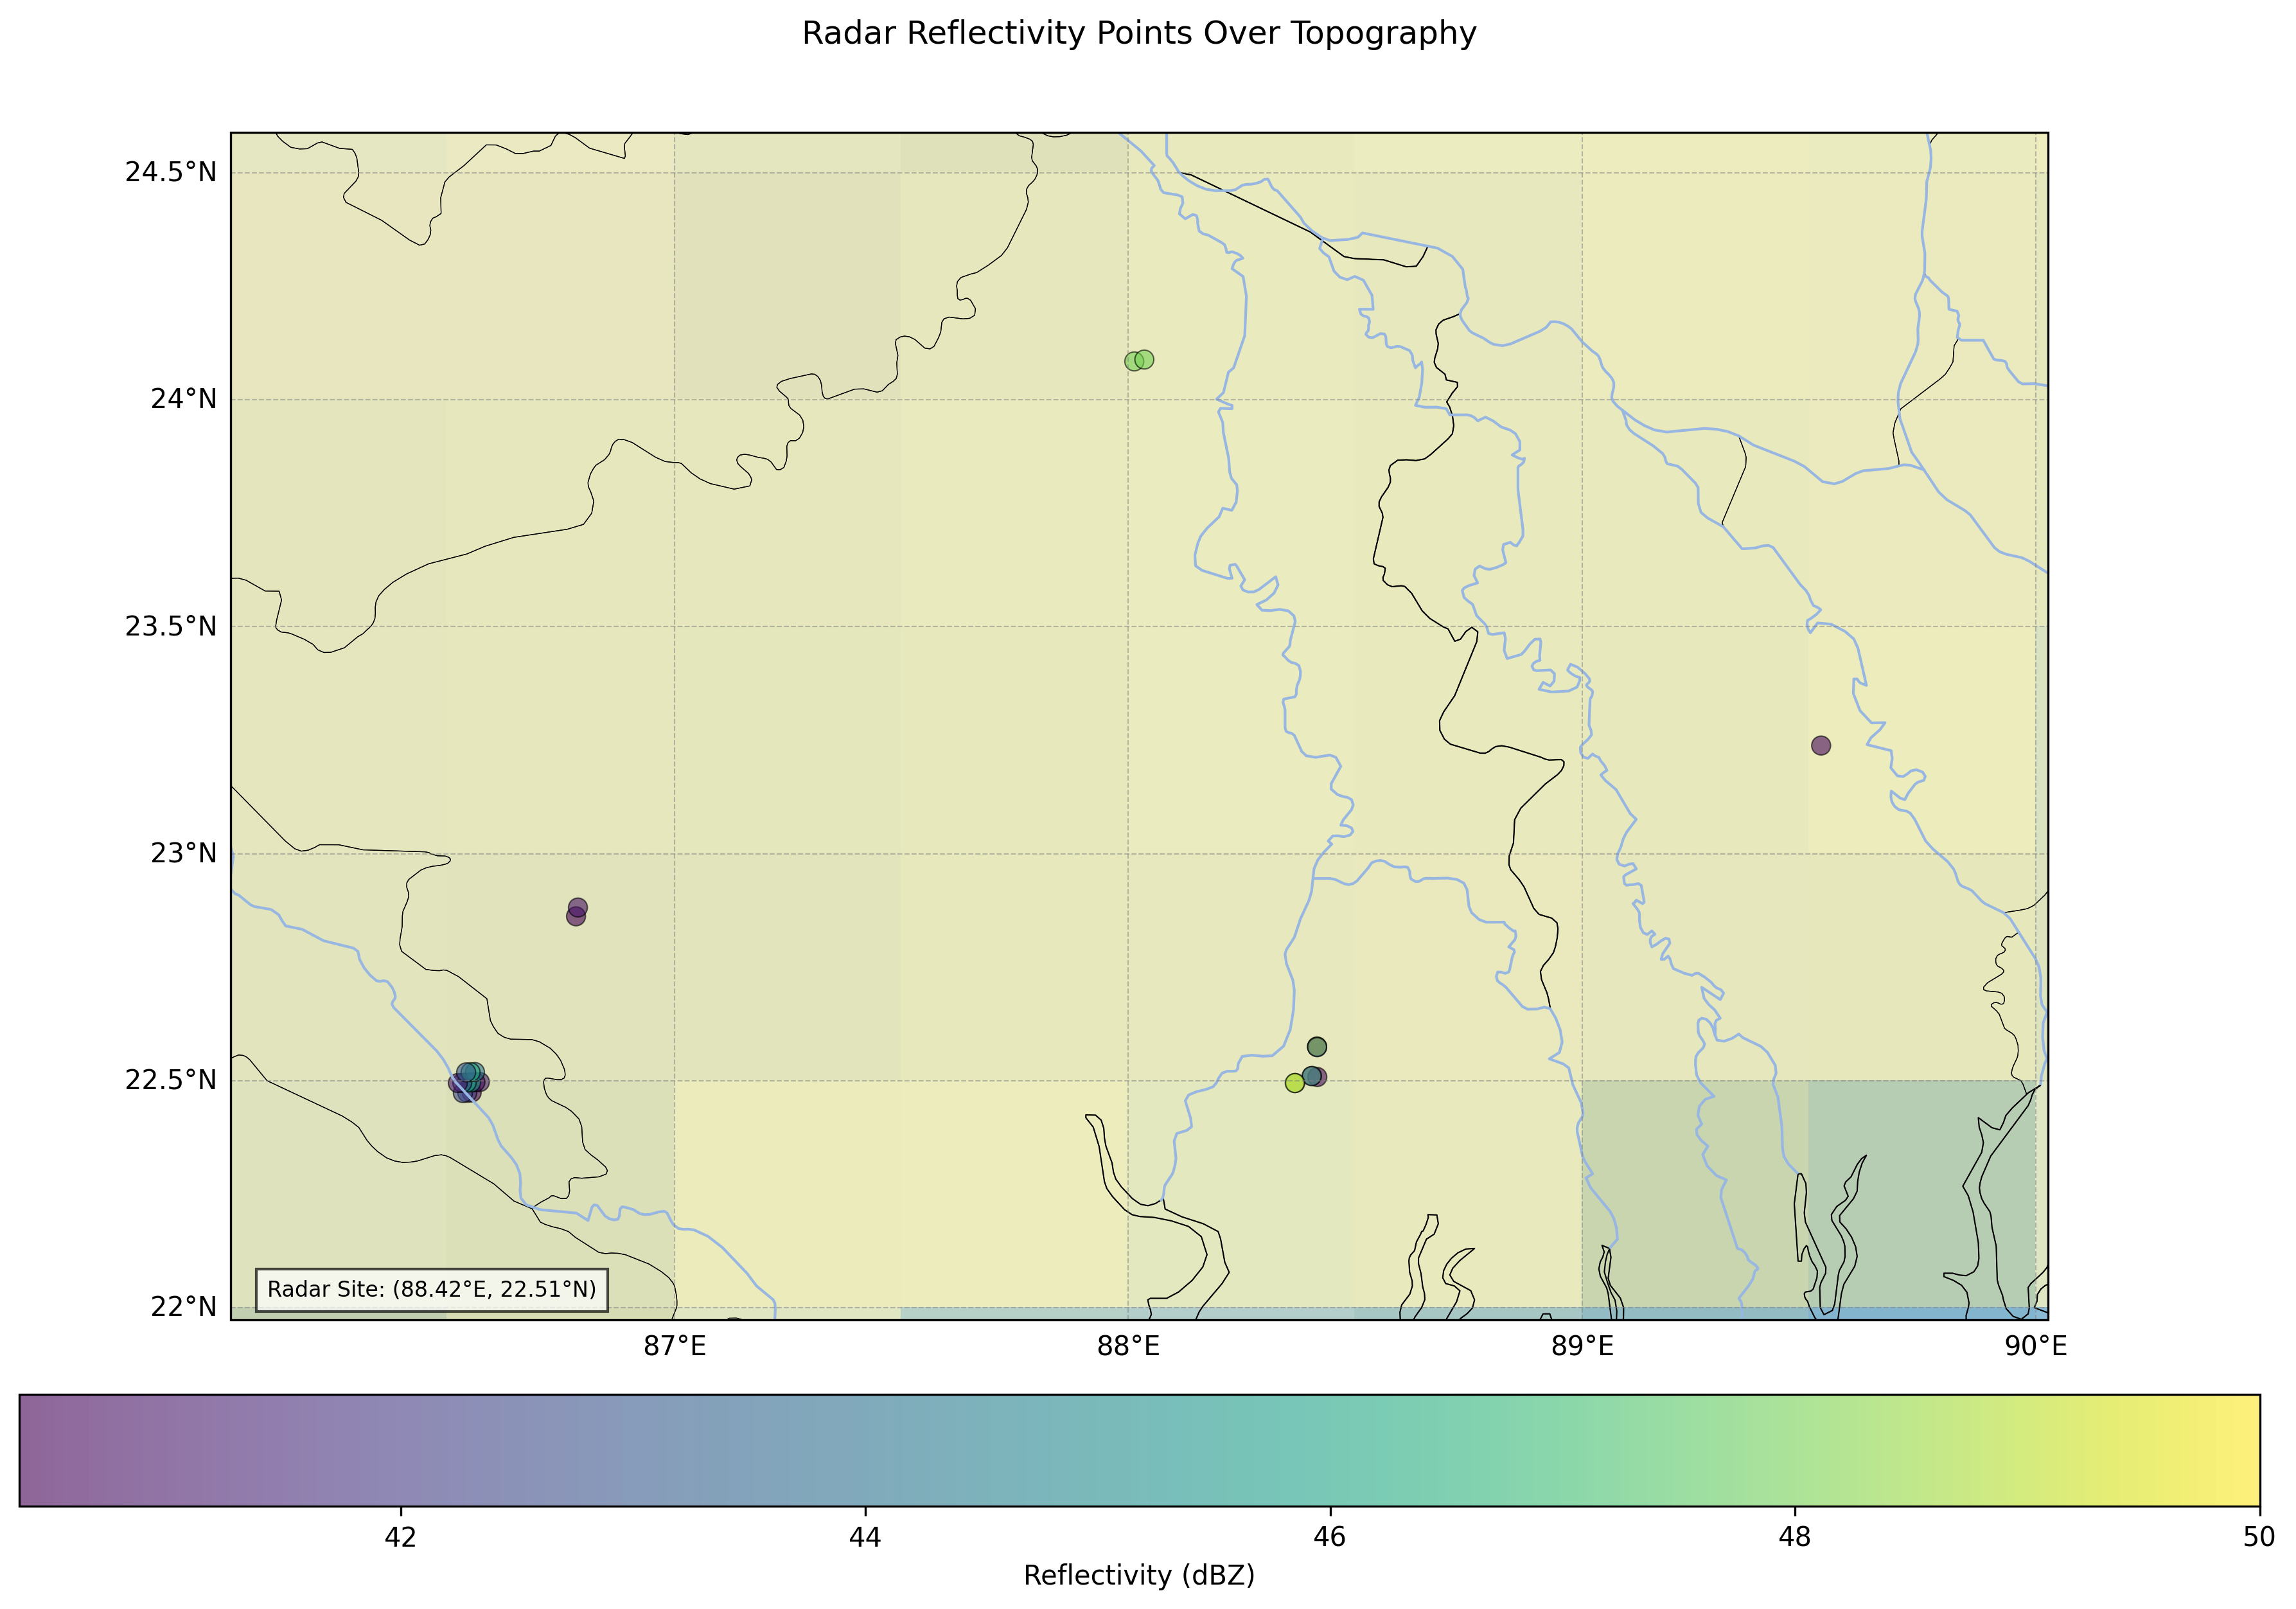 Radar Reflectivity Points Over Topography
24.5°N
24°N
23.5°N
23°N
22.5°N
22°N
Radar Site: (88.42°E, 22.51°N)
87°E
88°E
89°E
90°E
42
44
46
48
50
Reflectivity (dBZ)